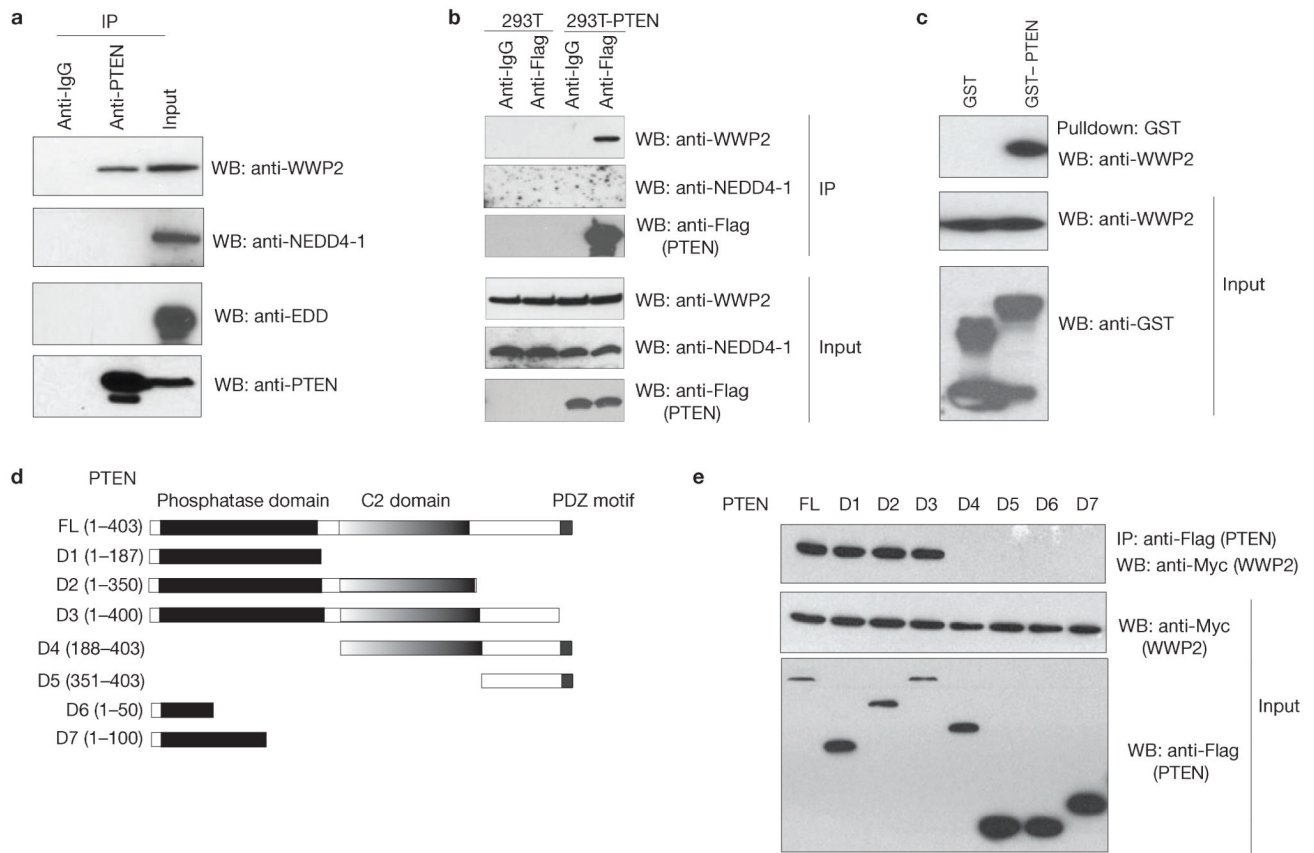 a
IP
Anti-IgG
Anti-PTEN
Input
WB: anti-WWP2
WB: anti-NEDD4-1
WB: anti-EDD
WB: anti-PTEN
b
293T 293T-PTEN
Anti-IgG
Anti-Flag
Anti-IgG
Anti-Flag
WB: anti-WWP2
WB: anti-NEDD4-1
WB: anti-Flag
(PTEN)
IP
WB: anti-WWP2
WB: anti-NEDD4-1
WB: anti-Flag
(PTEN)
Input
c
GST
GST–PTEN
Pulldown: GST
WB: anti-WWP2
WB: anti-WWP2
WB: anti-GST
Input
d
PTEN
Phosphatase domain C2 domain PDZ motif
FL (1–403)
D1 (1–187)
D2 (1–350)
D3 (1–400)
D4 (188–403)
D5 (351–403)
D6 (1–50)
D7 (1–100)
e
PTEN FL D1 D2 D3 D4 D5 D6 D7
IP: anti-Flag (PTEN)
WB: anti-Myc (WWP2)
WB: anti-Myc
(WWP2)
WB: anti-Flag
(PTEN)
Input